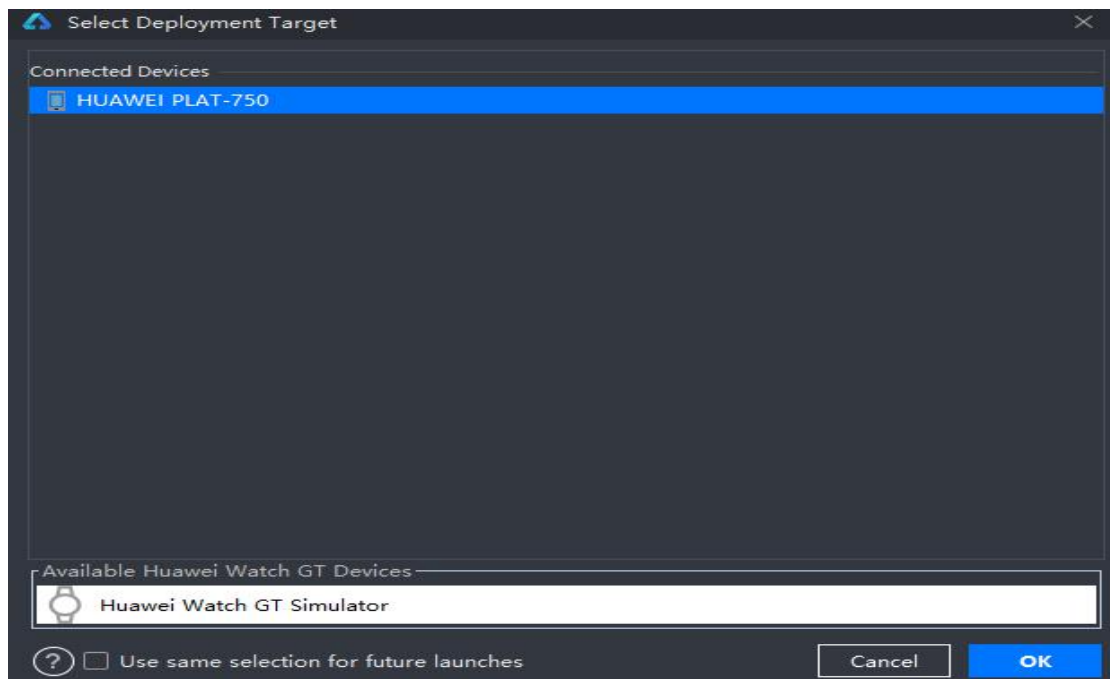 Select Deployment Target
Connected Devices
HUAWEI PLAT-750
Available Huawei Watch GT Devices
Huawei Watch GT Simulator
? Use same selection for future launches
Cancel
OK